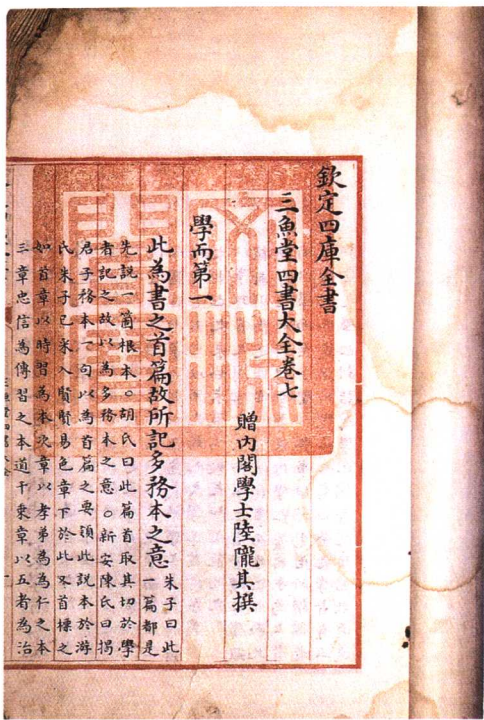 欽定四庫全書
三魚堂四書大全卷七
贈內閣學士陸隴其撰
學而第一
此為書之首篇故所記多務本之意
朱子曰此
一篇都是
先説一箇根本○胡氏曰此篇首取其切於學
者記之故以為多務本之意○新安陳氏曰揭
君子務本一句以為首篇之要領此説本於游
氏朱子已采入賢賢易色章下於此又首標之
如首章以時習為本次章以孝弟為為仁之本
三章忠信為傳習之本道千乘章以五者為治
文淵閣寶